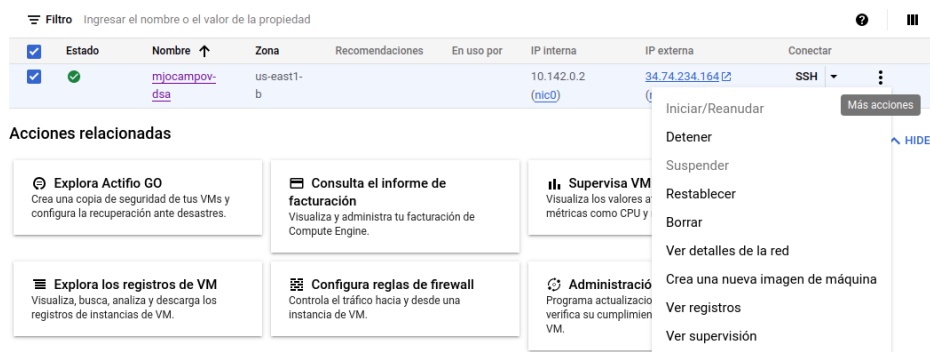 Filtro Ingresar el nombre o el valor de la propiedad
Estado Nombre Zona Recomendaciones En uso por IP interna IP externa Conectar
mjocampov- us-east1- 10.142.0.2 34.74.234.164 SSH
dsa b (nic0) (
Más acciones
Iniciar/Reanudar
Detener
Suspender
Restablecer
Borrar
Ver detalles de la red
Crea una nueva imagen de máquina
Ver registros
Ver supervisión
Acciones relacionadas
HIDE
Explora Actifio GO
Crea una copia de seguridad de tus VMs y
configura la recuperación ante desastres.
Consulta el informe de
facturación
Visualiza y administra tu facturación de
Compute Engine.
Supervisa VM
Visualiza los valores a
métricas como CPU y
Explora los registros de VM
Visualiza, busca, analiza y descarga los
registros de instancias de VM.
Configura reglas de firewall
Controla el tráfico hacia y desde una
instancia de VM.
Administració
Programa actualizacio
verifica su cumplimien
VM.